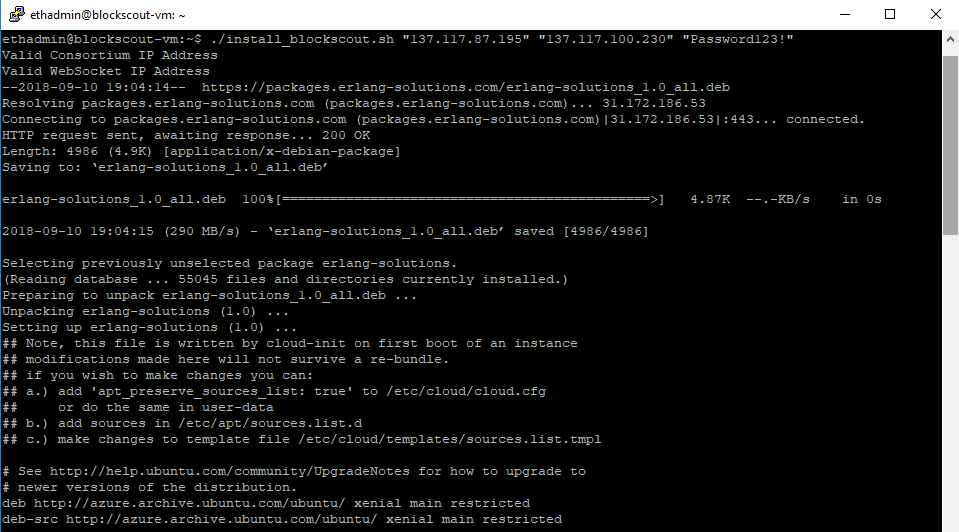 ethadmin@blockscout-vm: ~
ethadmin@blockscout-vm:~$ ./install_blockscout.sh "137.117.87.195" "137.117.100.230" "Password123!"
Valid Consortium IP Address
Valid WebSocket IP Address
--2018-09-10 19:04:14--  https://packages.erlang-solutions.com/erlang-solutions_1.0_all.deb
Resolving packages.erlang-solutions.com (packages.erlang-solutions.com)... 31.172.186.53
Connecting to packages.erlang-solutions.com (packages.erlang-solutions.com)|31.172.186.53|:443... connected.
HTTP request sent, awaiting response... 200 OK
Length: 4986 (4.9K) [application/x-debian-package]
Saving to: ‘erlang-solutions_1.0_all.deb’
erlang-solutions_1.0_all.deb  100%[==============================================>]   4.87K  --.-KB/s    in 0s
2018-09-10 19:04:15 (290 MB/s) - ‘erlang-solutions_1.0_all.deb’ saved [4986/4986]
Selecting previously unselected package erlang-solutions.
(Reading database ... 55045 files and directories currently installed.)
Preparing to unpack erlang-solutions_1.0_all.deb ...
Unpacking erlang-solutions (1.0) ...
Setting up erlang-solutions (1.0) ...
## Note, this file is written by cloud-init on first boot of an instance
## modifications made here will not survive a re-bundle.
## if you wish to make changes you can:
## a.) add 'apt_preserve_sources_list: true' to /etc/cloud/cloud.cfg
##     or do the same in user-data
## b.) add sources in /etc/apt/sources.list.d
## c.) make changes to template file /etc/cloud/templates/sources.list.tmpl
# See http://help.ubuntu.com/community/UpgradeNotes for how to upgrade to
# newer versions of the distribution.
deb http://azure.archive.ubuntu.com/ubuntu/ xenial main restricted
deb-src http://azure.archive.ubuntu.com/ubuntu/ xenial main restricted